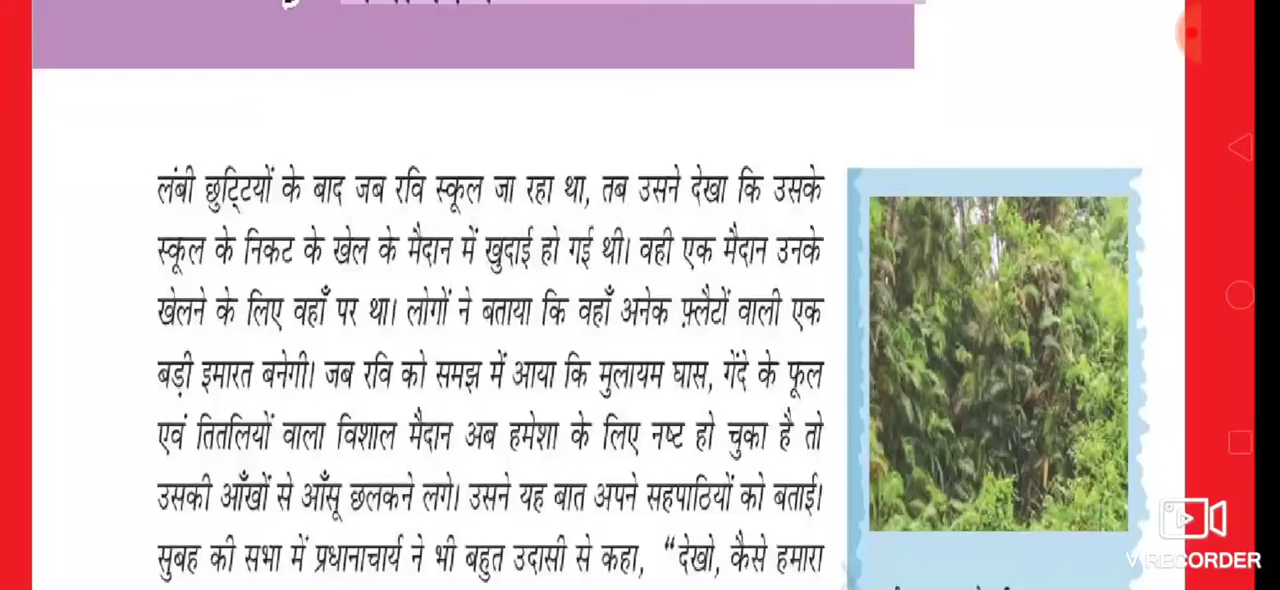 लंबी छुट्टियों के बाद जब रवि स्कूल जा रहा था, तब उसने देखा कि उसके
स्कूल के निकट के खेल के मैदान में खुदाई हो गई थी। वही एक मैदान उनके
खेलने के लिए वहाँ पर था। लोगों ने बताया कि वहाँ अनेक फ़्लैटों वाली एक
बड़ी इमारत बनेगी। जब रवि को समझ में आया कि मुलायम घास, गेंदे के फूल
एवं तितलियों वाला विशाल मैदान अब हमेशा के लिए नष्ट हो चुका है तो
उसकी आँखों से आँसू छलकने लगे। उसने यह बात अपने सहपाठियों को बताई।
सुबह की सभा में प्रधानाचार्य ने भी बहुत उदासी से कहा, “देखो, कैसे हमारा
V RECORDER